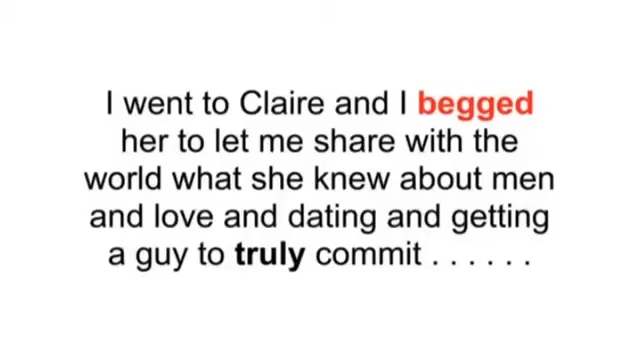 I went to Claire and I begged
her to let me share with the
world what she knew about men
and love and dating and getting
a guy to truly commit . . . . . .